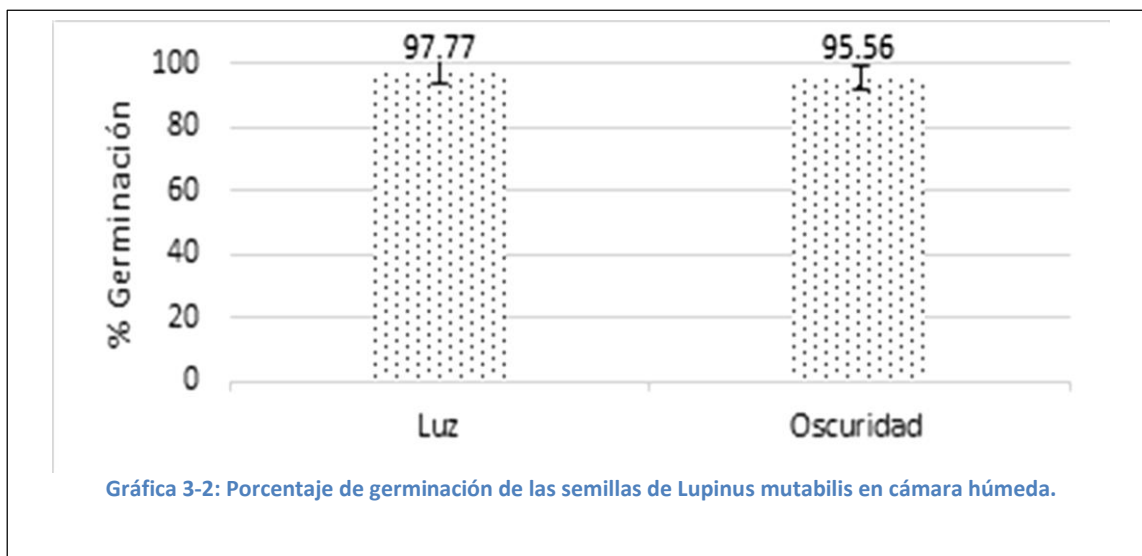 97.77
95.56
100
80
60
40
20
0
% Germinación
Luz
Oscuridad
Gráfica 3-2: Porcentaje de germinación de las semillas de Lupinus mutabilis en cámara húmeda.